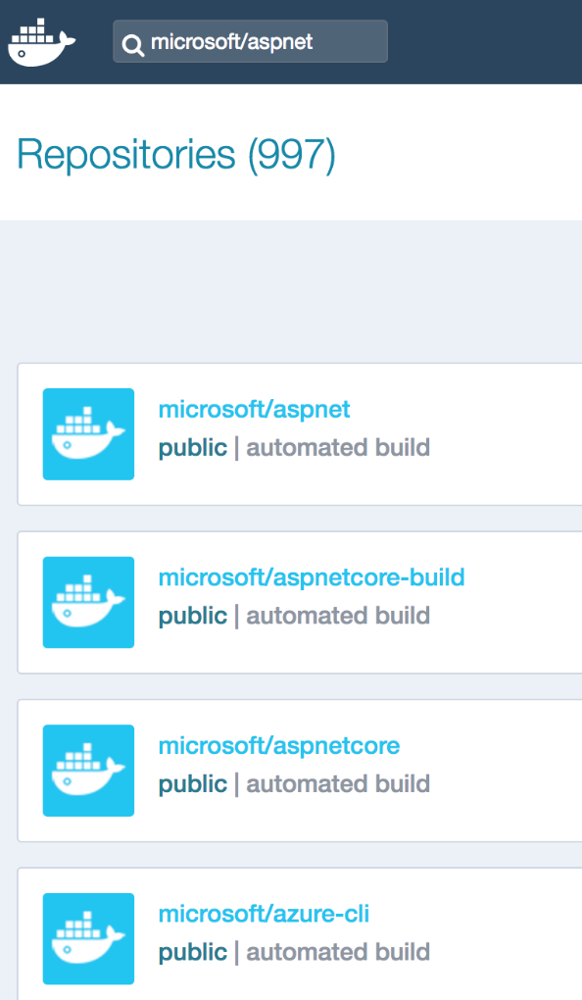 microsoft/aspnet
Repositories (997)
microsoft/aspnet
public | automated build
microsoft/aspnetcore-build
public | automated build
microsoft/aspnetcore
public | automated build
microsoft/azure-cli
public | automated build